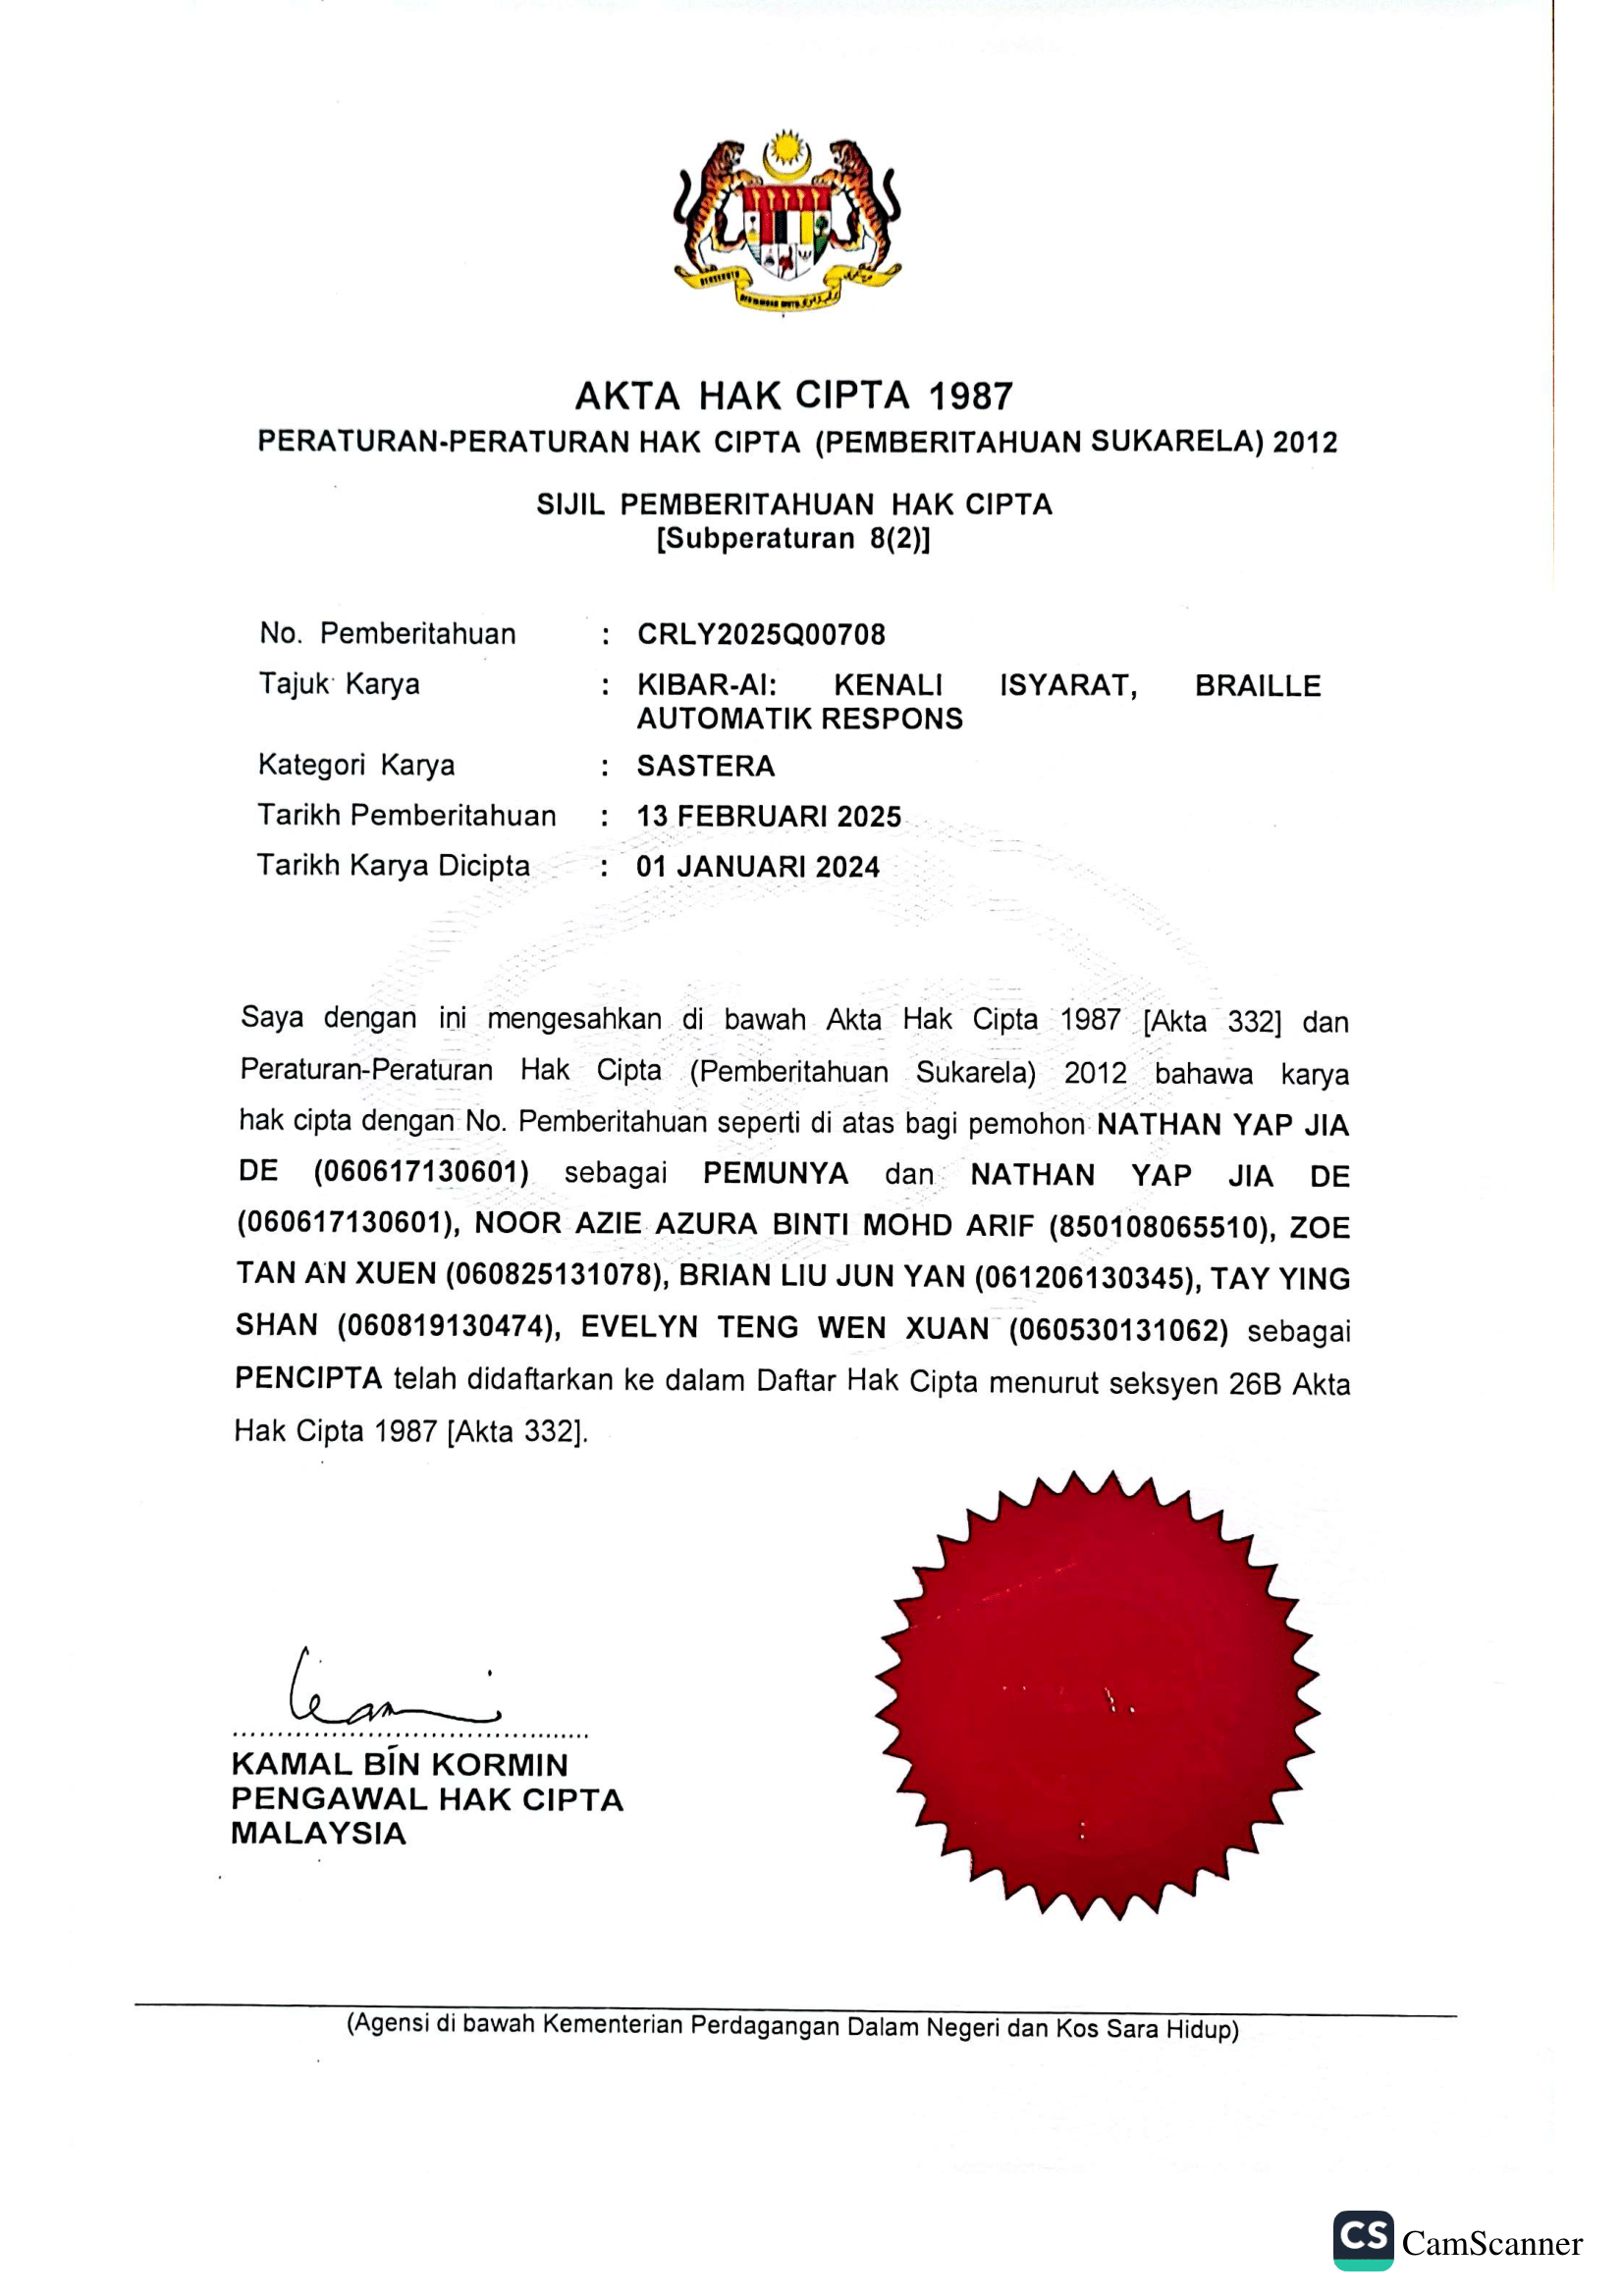 AKTA HAK CIPTA 1987
PERATURAN-PERATURAN HAK CIPTA (PEMBERITAHUAN SUKARELA) 2012
SIJIL PEMBERITAHUAN HAK CIPTA
[Subperaturan 8(2)]
No. Pemberitahuan : CRLY2025Q00708
Tajuk Karya : KIBAR-AI: KENALI ISYARAT, BRAILLE
AUTOMATIK RESPONS
Kategori Karya : SASTERA
Tarikh Pemberitahuan : 13 FEBRUARI 2025
Tarikh Karya Dicipta : 01 JANUARI 2024
Saya dengan ini mengesahkan di bawah Akta Hak Cipta 1987 [Akta 332] dan
Peraturan-Peraturan Hak Cipta (Pemberitahuan Sukarela) 2012 bahawa karya
hak cipta dengan No. Pemberitahuan seperti di atas bagi pemohon NATHAN YAP JIA
DE (060617130601) sebagai PEMUNYA dan NATHAN YAP JIA DE
(060617130601), NOOR AZIE AZURA BINTI MOHD ARIF (850108065510), ZOE
TAN AN XUEN (060825131078), BRIAN LIU JUN YAN (061206130345), TAY YING
SHAN (060819130474), EVELYN TENG WEN XUAN (060530131062) sebagai
PENCIPTA telah didaftarkan ke dalam Daftar Hak Cipta menurut seksyen 26B Akta
Hak Cipta 1987 [Akta 332].
KAMAL BIN KORMIN
PENGAWAL HAK CIPTA
MALAYSIA
(Agensi di bawah Kementerian Perdagangan Dalam Negeri dan Kos Sara Hidup)
CS CamScanner